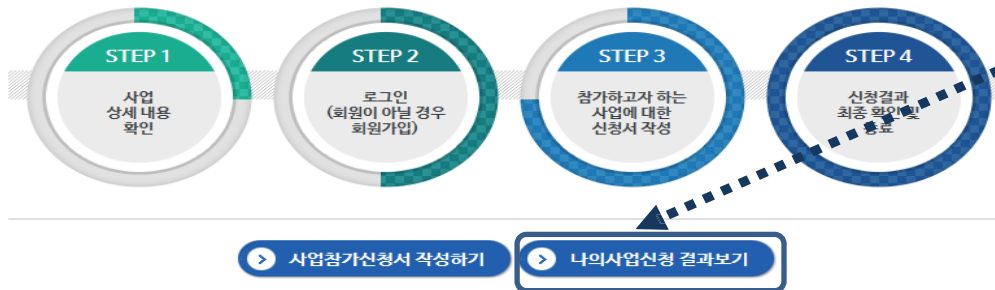 STEP 1
사업
상세 내용
확인
STEP 2
로그인
(회원이 아닐 경우
회원가입)
STEP 3
참가하고자 하는
사업에 대한
신청서 작성
STEP 4
신청결과
최종 확인 및
종료
사업참가신청서 작성하기
나의사업신청 결과보기